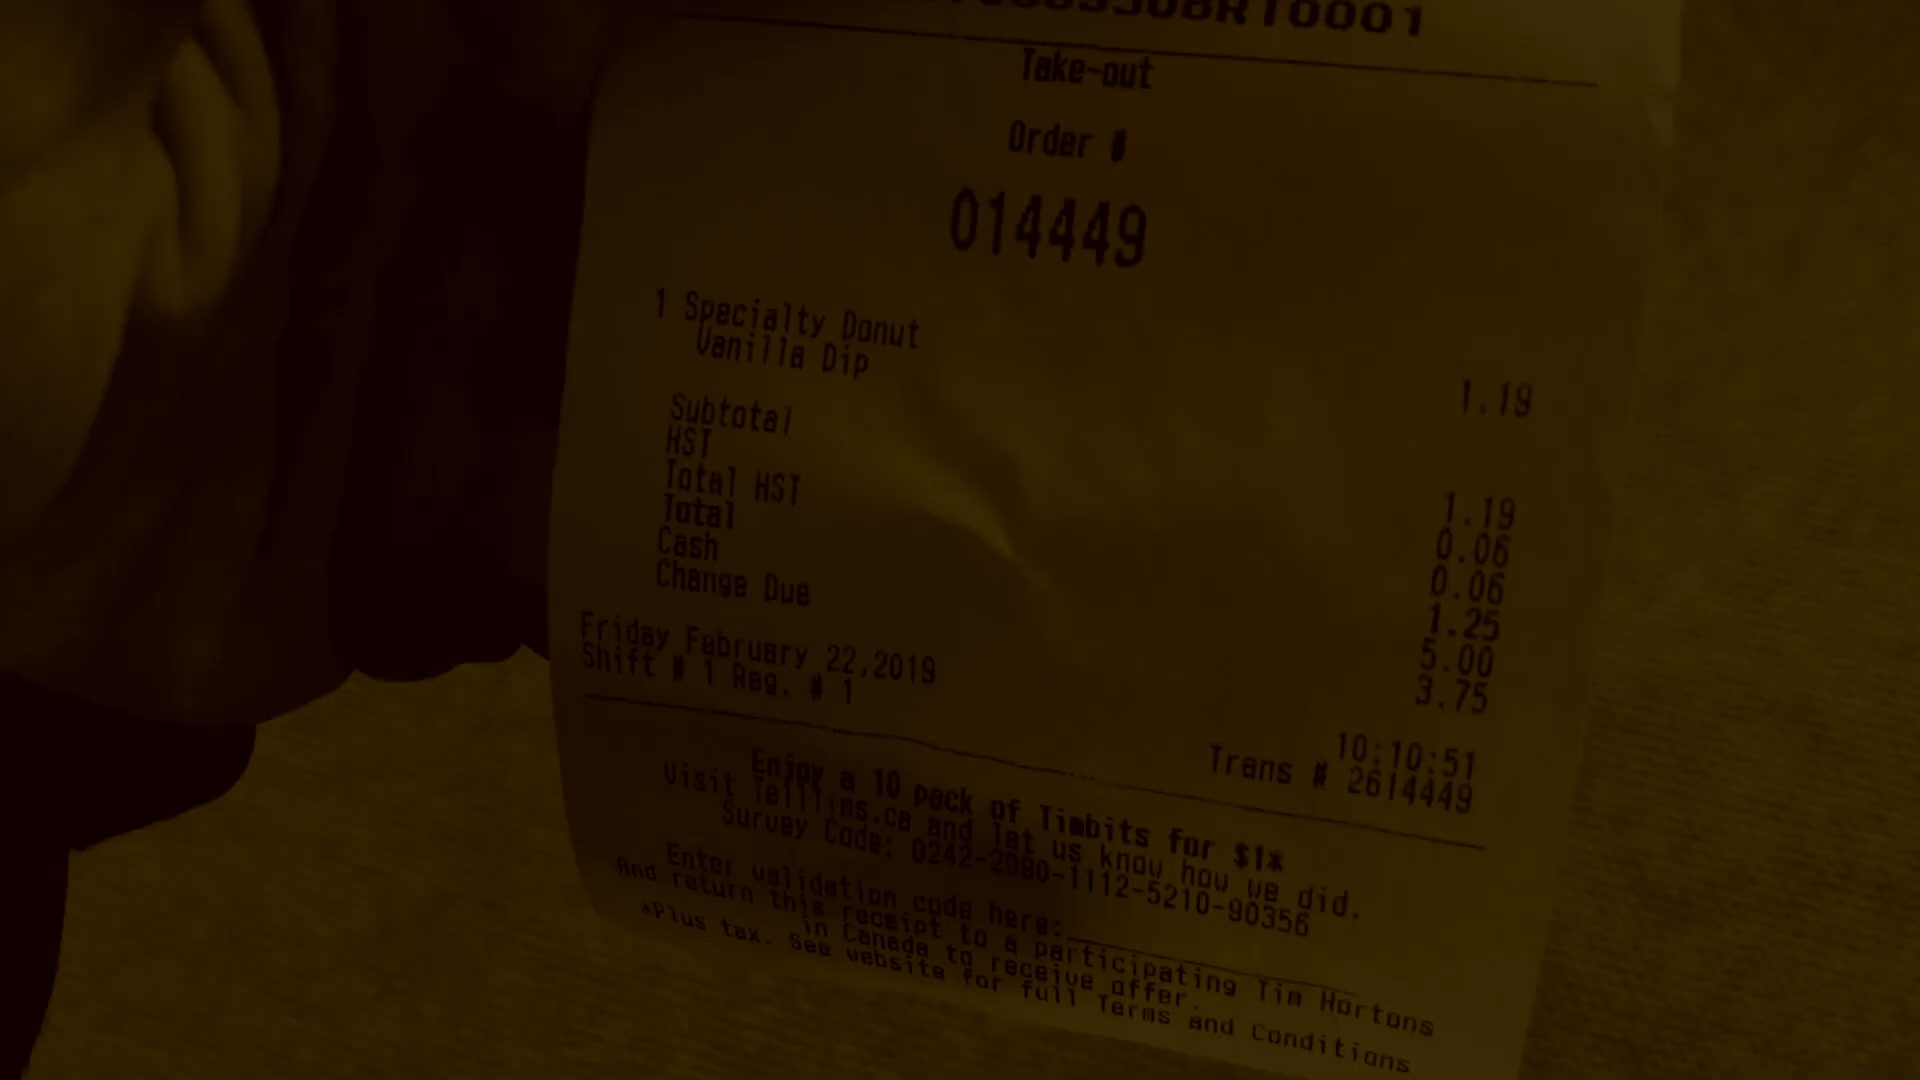 Take-out
Order #
014449
1 Specialty Donut 1.19
Vanilla Dip
Subtotal 1.19
HST 0.06
Total HST 0.06
Total 1.25
Cash 5.00
Change Due 3.75
Friday February 22,2019 10:10:51
Shift # 1 Reg. # 1 Trans # 2614449
Enjoy a 10 pack of Timbits for $1*
Visit TellTims.ca and let us know how we did.
Survey Code: 0242-2080-1112-5210-90356
Enter validation code here:
And return this receipt to a participating Tim Hortons
in Canada to receive offer.
*Plus tax. See website for full Terms and Conditions